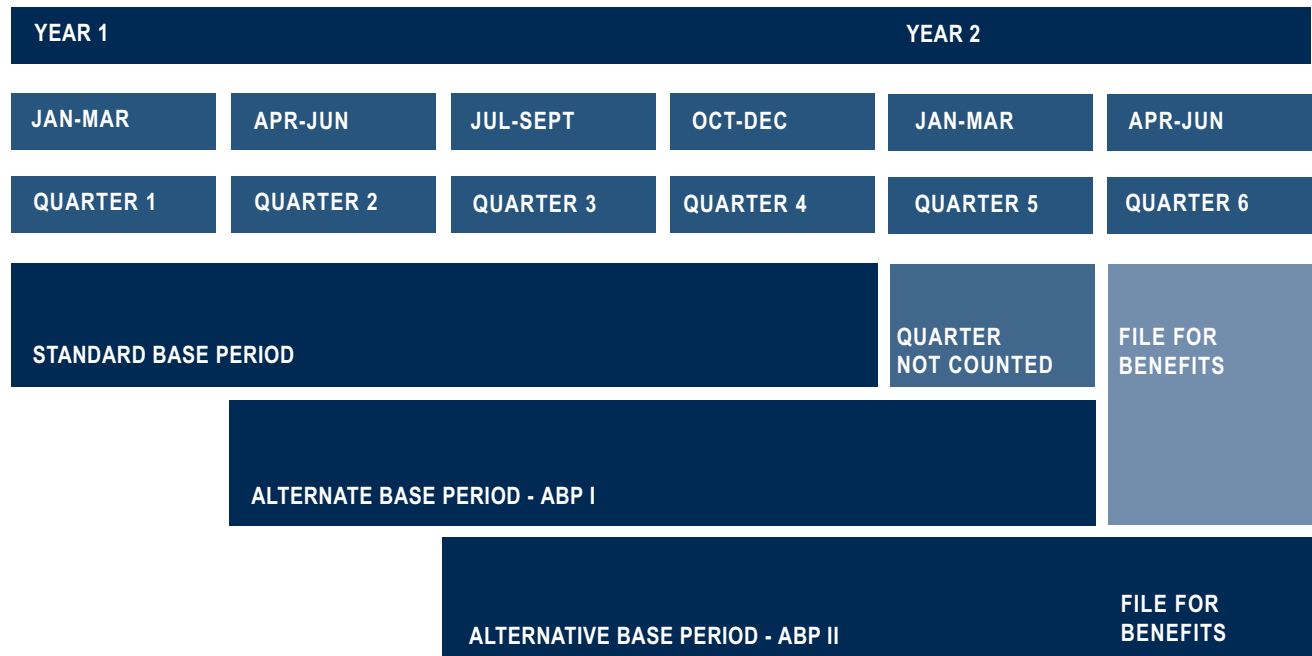 YEAR 1
YEAR 2
JAN-MAR
APR-JUN
JUL-SEPT
OCT-DEC
JAN-MAR
APR-JUN
QUARTER 1
QUARTER 2
QUARTER 3
QUARTER 4
QUARTER 5
QUARTER 6
STANDARD BASE PERIOD
QUARTER
NOT COUNTED
FILE FOR
BENEFITS
ALTERNATE BASE PERIOD - ABP I
ALTERNATIVE BASE PERIOD - ABP II
FILE FOR
BENEFITS